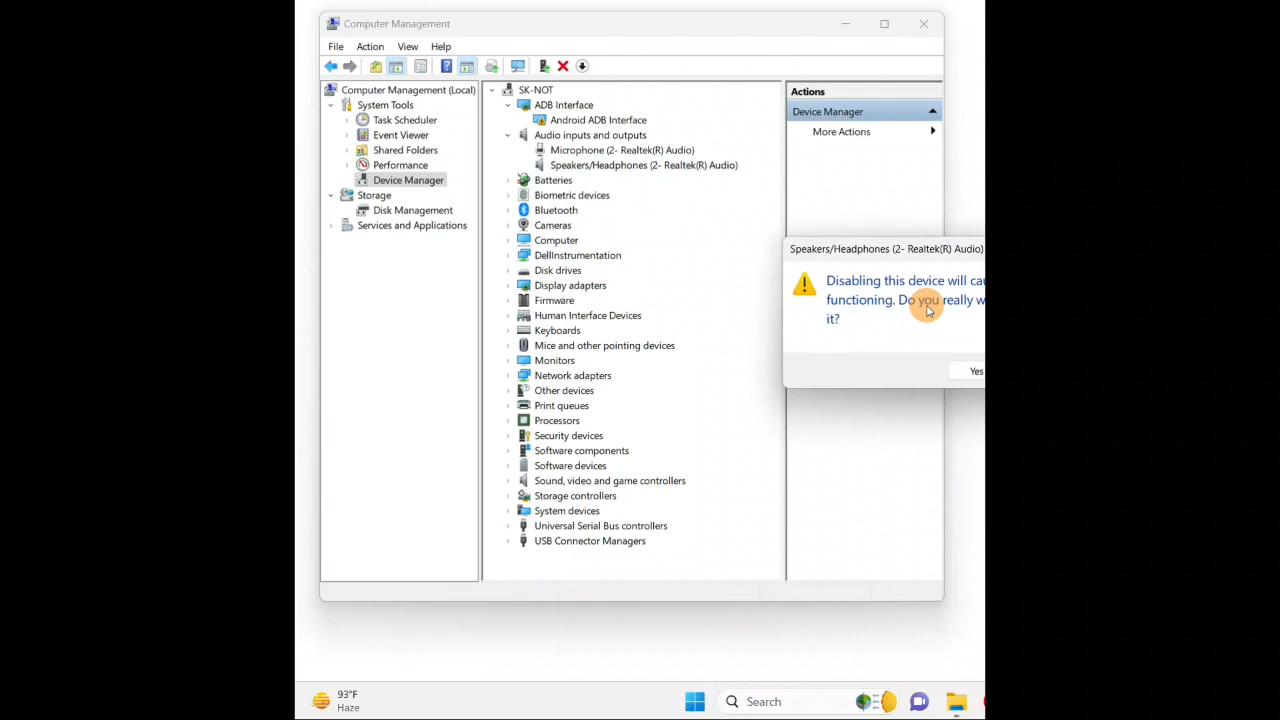 Computer Management
File Action View Help
Computer Management (Local)
System Tools
Task Scheduler
Event Viewer
Shared Folders
Performance
Device Manager
Storage
Disk Management
Services and Applications
SK-NOT
ADB Interface
Android ADB Interface
Audio inputs and outputs
Microphone (2- Realtek(R) Audio)
Speakers/Headphones (2- Realtek(R) Audio)
Batteries
Biometric devices
Bluetooth
Cameras
Computer
DellInstrumentation
Disk drives
Display adapters
Firmware
Human Interface Devices
Keyboards
Mice and other pointing devices
Monitors
Network adapters
Other devices
Print queues
Processors
Security devices
Software components
Software devices
Sound, video and game controllers
Storage controllers
System devices
Universal Serial Bus controllers
USB Connector Managers
Actions
Device Manager
More Actions
Speakers/Headphones (2- Realtek(R) Audio)
Disabling this device will
functioning. Do you really
it?
Yes
93°F
Haze
Search